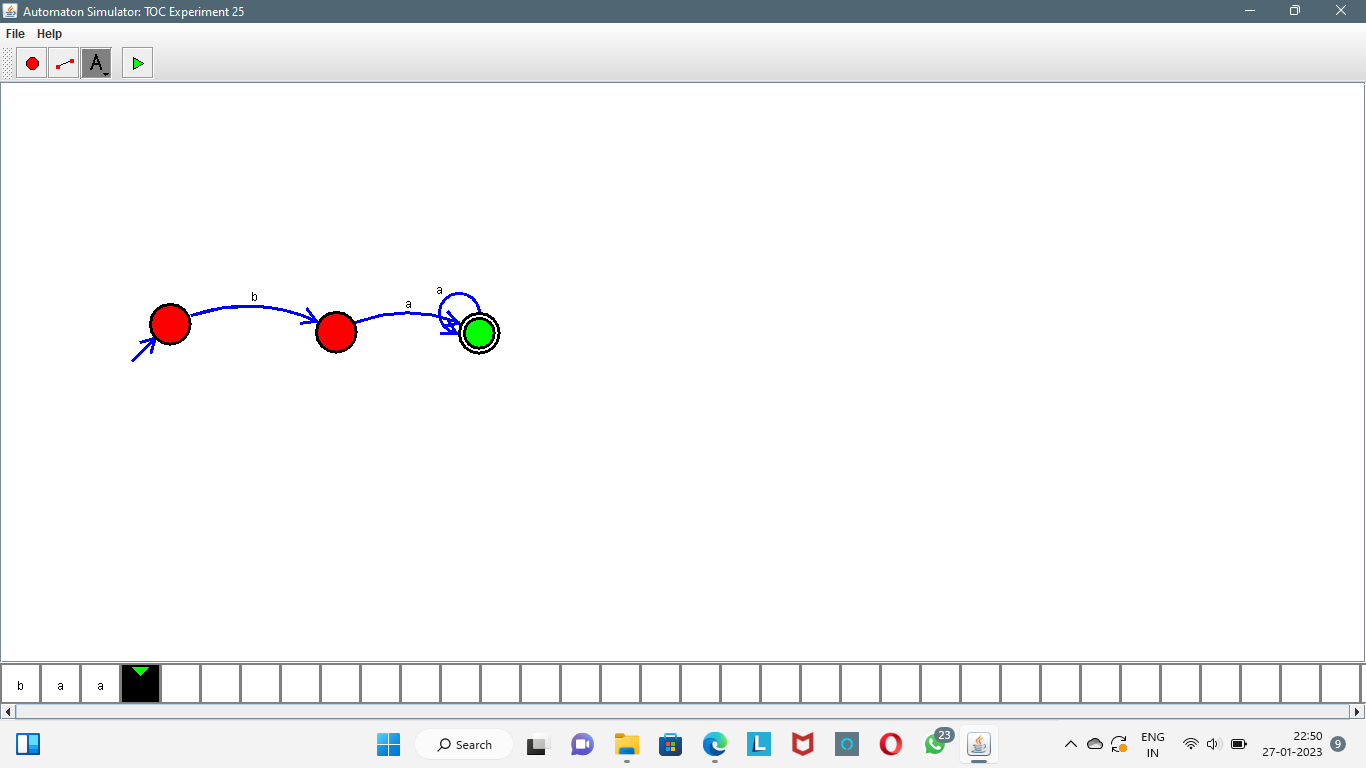 Automaton Simulator: TOC Experiment 25
File Help
A
b
a
a
b a a
Search
L
23
ENG
IN
22:50
27-01-2023
9